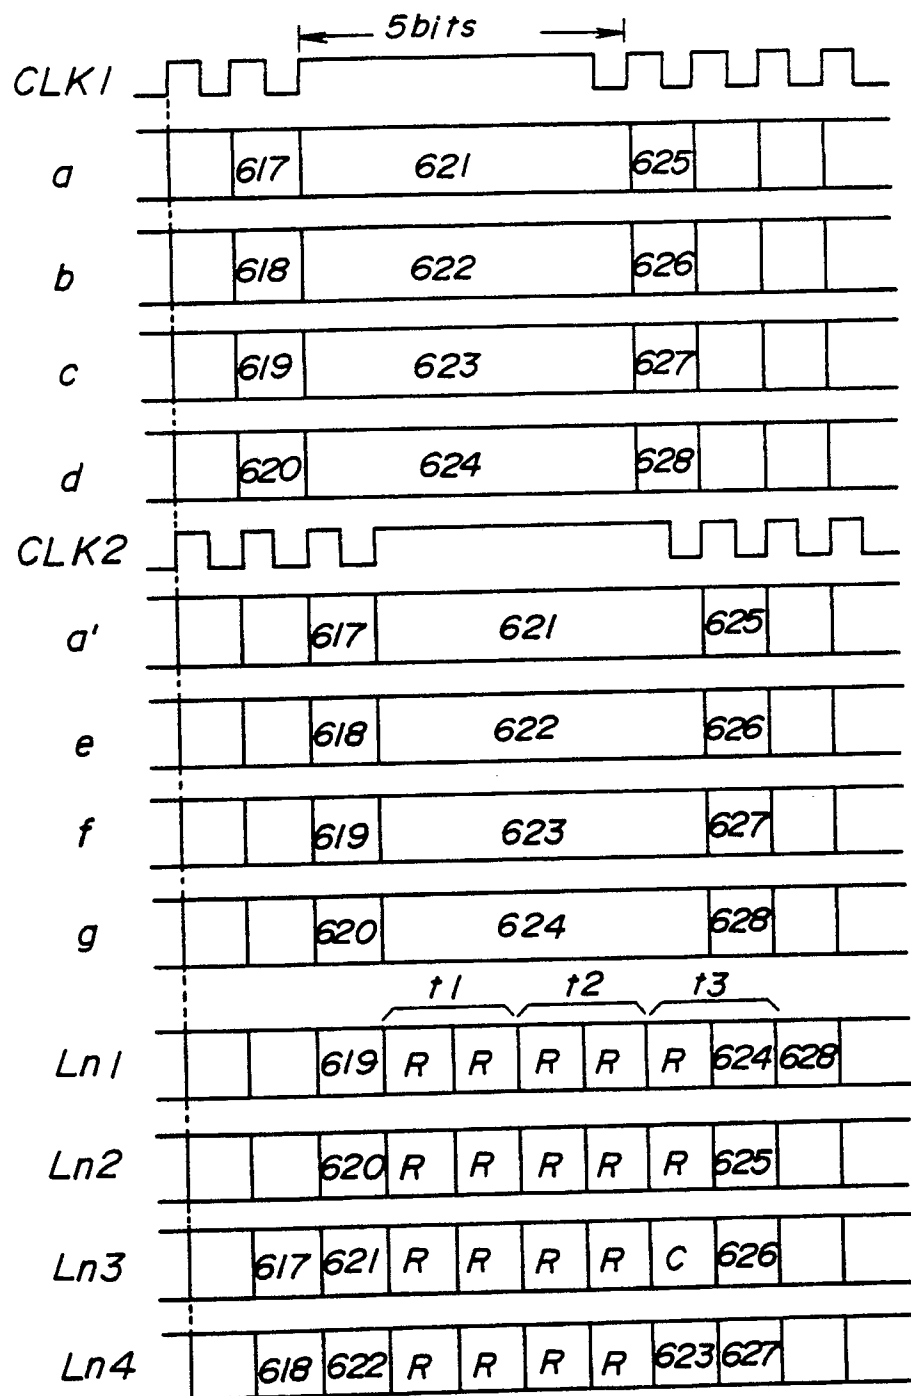 5bits
CLK1
a 617 621 625
b 618 622 626
c 619 623 627
d 620 624 628
CLK2
a' 617 621 625
e 618 622 626
f 619 623 627
g 620 624 628
t1 t2 t3
Ln1 619 R R R R R 624 628
Ln2 620 R R R R R 625
Ln3 617 621 R R R R C 626
Ln4 618 622 R R R R 623 627